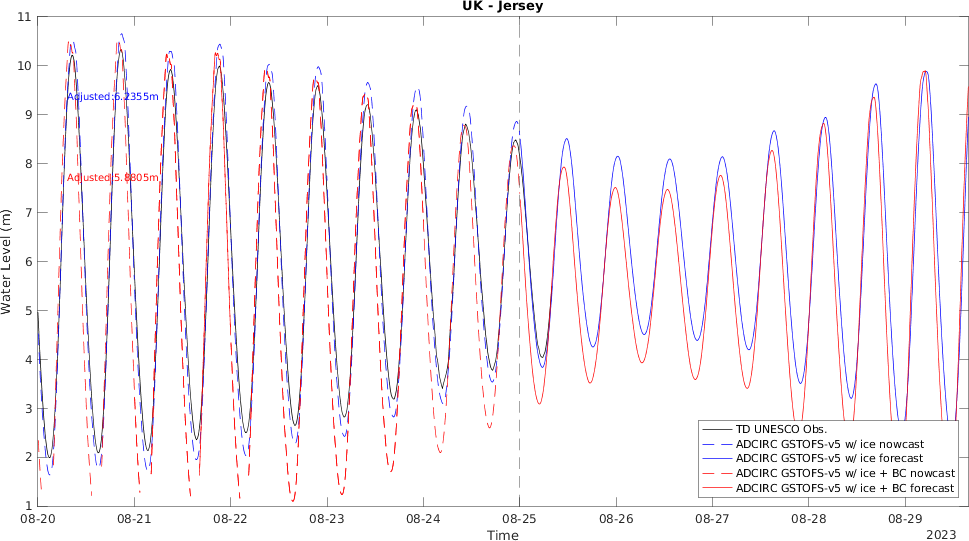 UK - Jersey
11
10
9
8
7
6
5
4
3
2
1
Water Level (m)
Adjusted:6.2355m
Adjusted:5.8805m
TD UNESCO Obs.
ADCIRC GSTOFS-v5 w/ ice nowcast
ADCIRC GSTOFS-v5 w/ ice forecast
ADCIRC GSTOFS-v5 w/ ice + BC nowcast
ADCIRC GSTOFS-v5 w/ ice + BC forecast
08-20 08-21 08-22 08-23 08-24 08-25 08-26 08-27 08-28 08-29
Time
2023